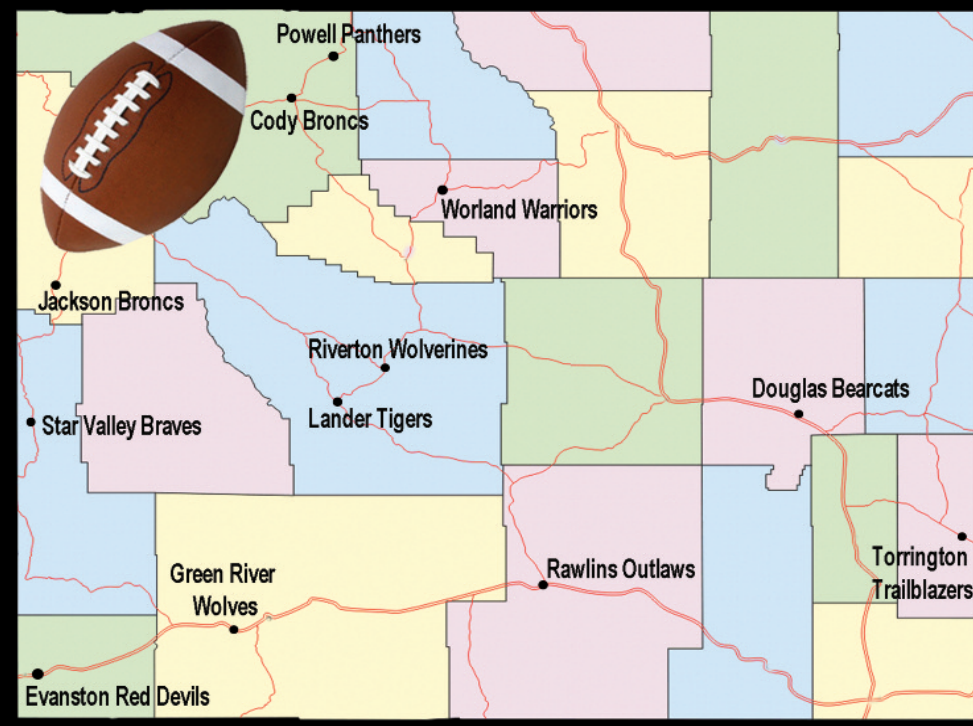 Powell Panthers
Cody Broncs
Worland Warriors
Jackson Broncs
Riverton Wolverines
Douglas Bearcats
Lander Tigers
Star Valley Braves
Torrington
Trailblazers
Rawlins Outlaws
Green River
Wolves
Evanston Red Devils